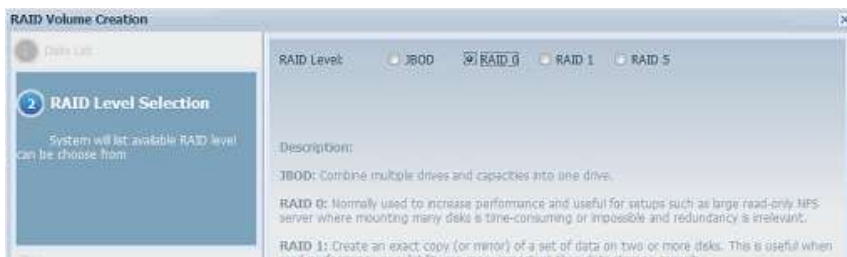 RAID Volume Creation
x
RAID Level: JBOD RAID 0 RAID 1 RAID 5
2 RAID Level Selection
System will list available RAID level
can be choose from
Description:
JBOD: Combine multiple drives and capacities into one drive.
RAID 0: Normally used to increase performance and useful for setups such as large read-only NFS
server where mounting many disks is time-consuming or impossible and redundancy is irrelevant.
RAID 1: Create an exact copy (or mirror) of a set of data on two or more disks. This is useful when